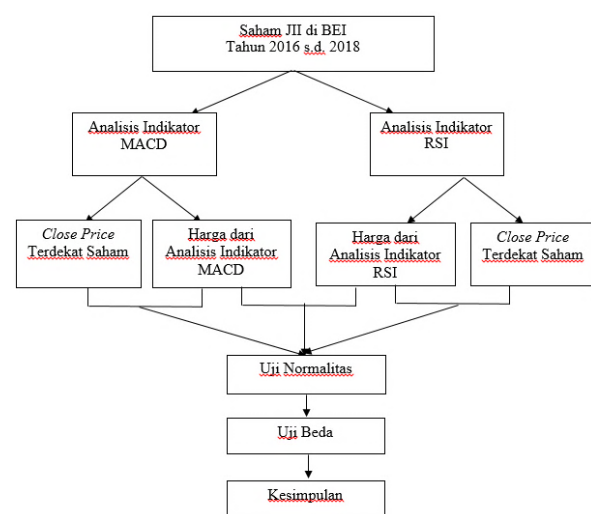 Saham JII di BEI
Tahun 2016 s.d. 2018
Analisis Indikator
MACD
Analisis Indikator
RSI
Close Price
Terdekat Saham
Harga dari
Analisis Indikator
MACD
Harga dari
Analisis Indikator
RSI
Close Price
Terdekat Saham
Uji Normalitas
Uji Beda
Kesimpulan